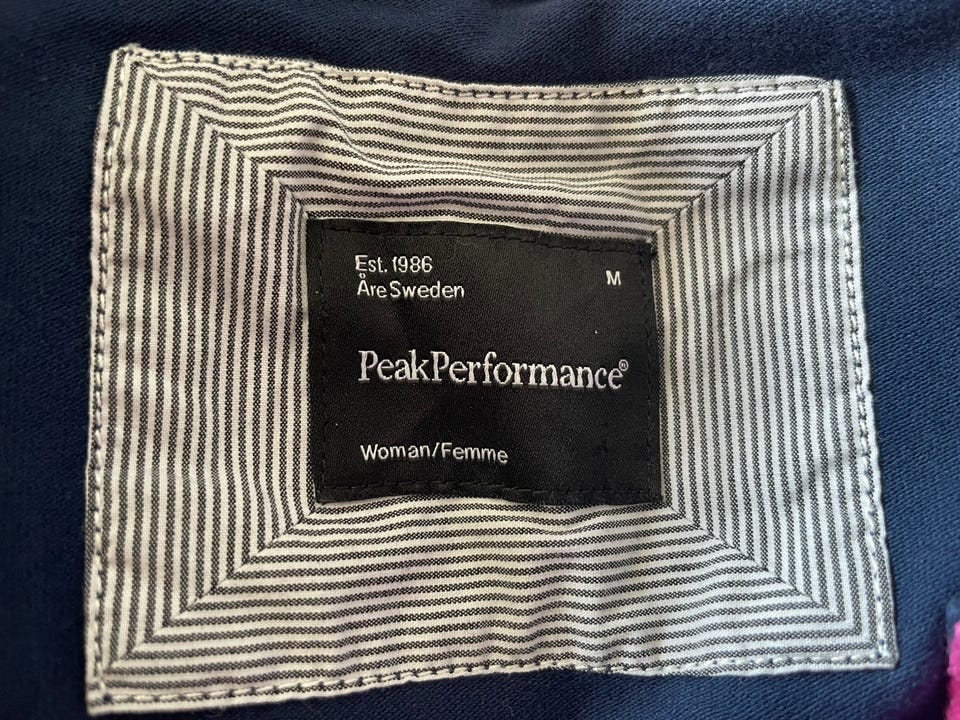 Est. 1986 M
Åre Sweden
PeakPerformance®
Woman/Femme